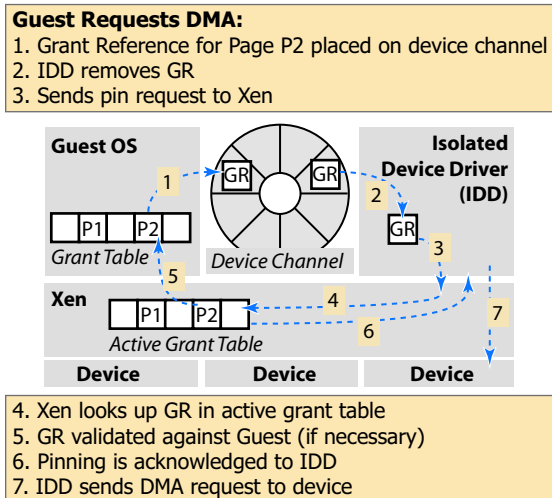 Guest Requests DMA:
1. Grant Reference for Page P2 placed on device channel
2. IDD removes GR
3. Sends pin request to Xen
Guest OS
Isolated
Device Driver
(IDD)
GR
GR
1
2
P1
P2
GR
Grant Table
Device Channel
3
5
Xen
4
P1
P2
6
7
Active Grant Table
Device
Device
Device
4. Xen looks up GR in active grant table
5. GR validated against Guest (if necessary)
6. Pinning is acknowledged to IDD
7. IDD sends DMA request to device